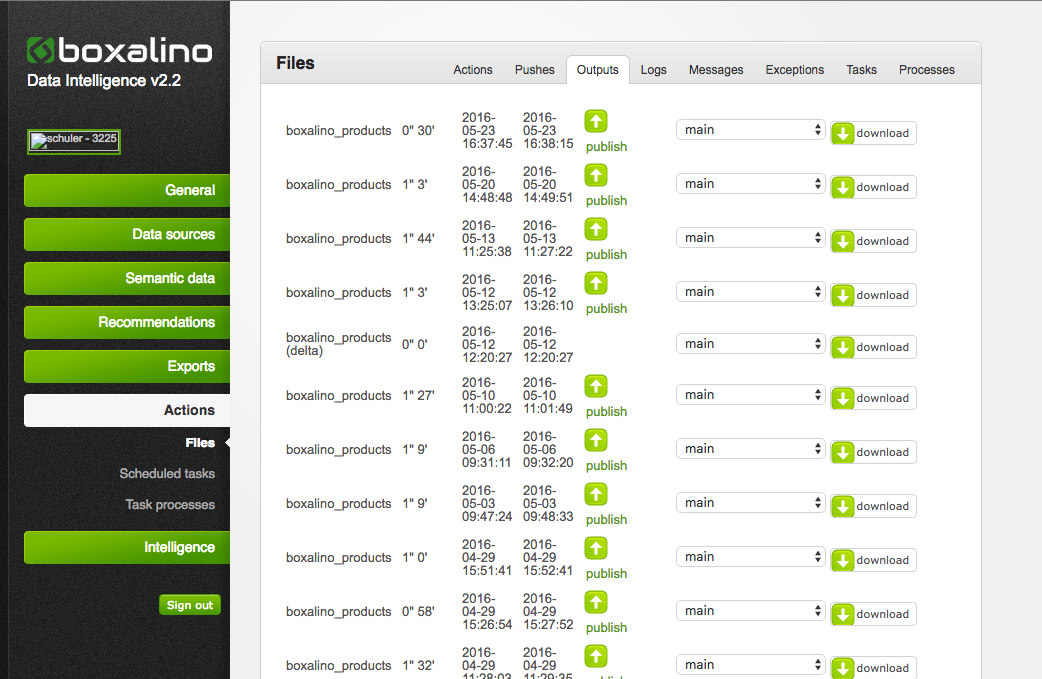 boxalino
Data Intelligence v2.2
schuler - 3225
General
Data sources
Semantic data
Recommendations
Exports
Actions
Files
Scheduled tasks
Task processes
Intelligence
Sign out
Files
Actions Pushes Outputs Logs Messages Exceptions Tasks Processes
boxalino_products 0" 30' 2016-05-23 16:37:45 2016-05-23 16:38:15 publish main download
boxalino_products 1" 3' 2016-05-20 14:48:48 2016-05-20 14:49:51 publish main download
boxalino_products 1" 44' 2016-05-13 11:25:38 2016-05-13 11:27:22 publish main download
boxalino_products 1" 3' 2016-05-12 13:25:07 2016-05-12 13:26:10 publish main download
boxalino_products (delta) 0" 0' 2016-05-12 12:20:27 2016-05-12 12:20:27 main download
boxalino_products 1" 27' 2016-05-10 11:00:22 2016-05-10 11:01:49 publish main download
boxalino_products 1" 9' 2016-05-06 09:31:11 2016-05-06 09:32:20 publish main download
boxalino_products 1" 9' 2016-05-03 09:47:24 2016-05-03 09:48:33 publish main download
boxalino_products 1" 0' 2016-04-29 15:51:41 2016-04-29 15:52:41 publish main download
boxalino_products 0" 58' 2016-04-29 15:26:54 2016-04-29 15:27:52 publish main download
boxalino_products 1" 32' 2016-04-29 11:28:03 2016-04-29 11:29:35 main download